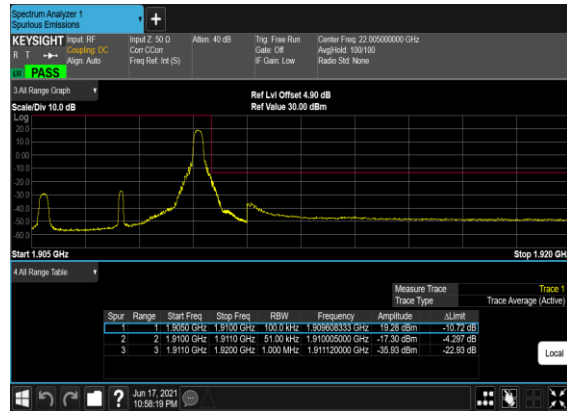 Spectrum Analyzer 1
Spurious Emissions
+
KEYSIGHT Input: RF Input Z: 50 Ω Atten: 40 dB Trig: Free Run Center Freq: 22.005000000 GHz
R T Coupling: DC Corr CCorr Gate: Off Avg|Hold: 100/100
Align: Auto Freq Ref: Int (S) IF Gain: Low Radio Std: None
PASS
3 All Range Graph
Ref Lvl Offset 4.90 dB
Scale/Div 10.0 dB Ref Value 30.00 dBm
Log
20.0
10.0
0.00
-10.0
-20.0
-30.0
-40.0
-50.0
-60.0
Start 1.905 GHz Stop 1.920 GH
4 All Range Table
Measure Trace Trace 1
Trace Type Trace Average (Active)
Spur Range Start Freq Stop Freq RBW Frequency Amplitude ΔLimit
1 1 1.9050 GHz 1.9100 GHz 100.0 kHz 1.909608333 GHz 19.28 dBm -10.72 dB
2 2 1.9100 GHz 1.9110 GHz 51.00 kHz 1.910005000 GHz -17.30 dBm -4.297 dB
3 3 1.9110 GHz 1.9200 GHz 1.000 MHz 1.911120000 GHz -35.93 dBm -22.93 dB
Local
? Jun 17, 2021
10:58:19 PM